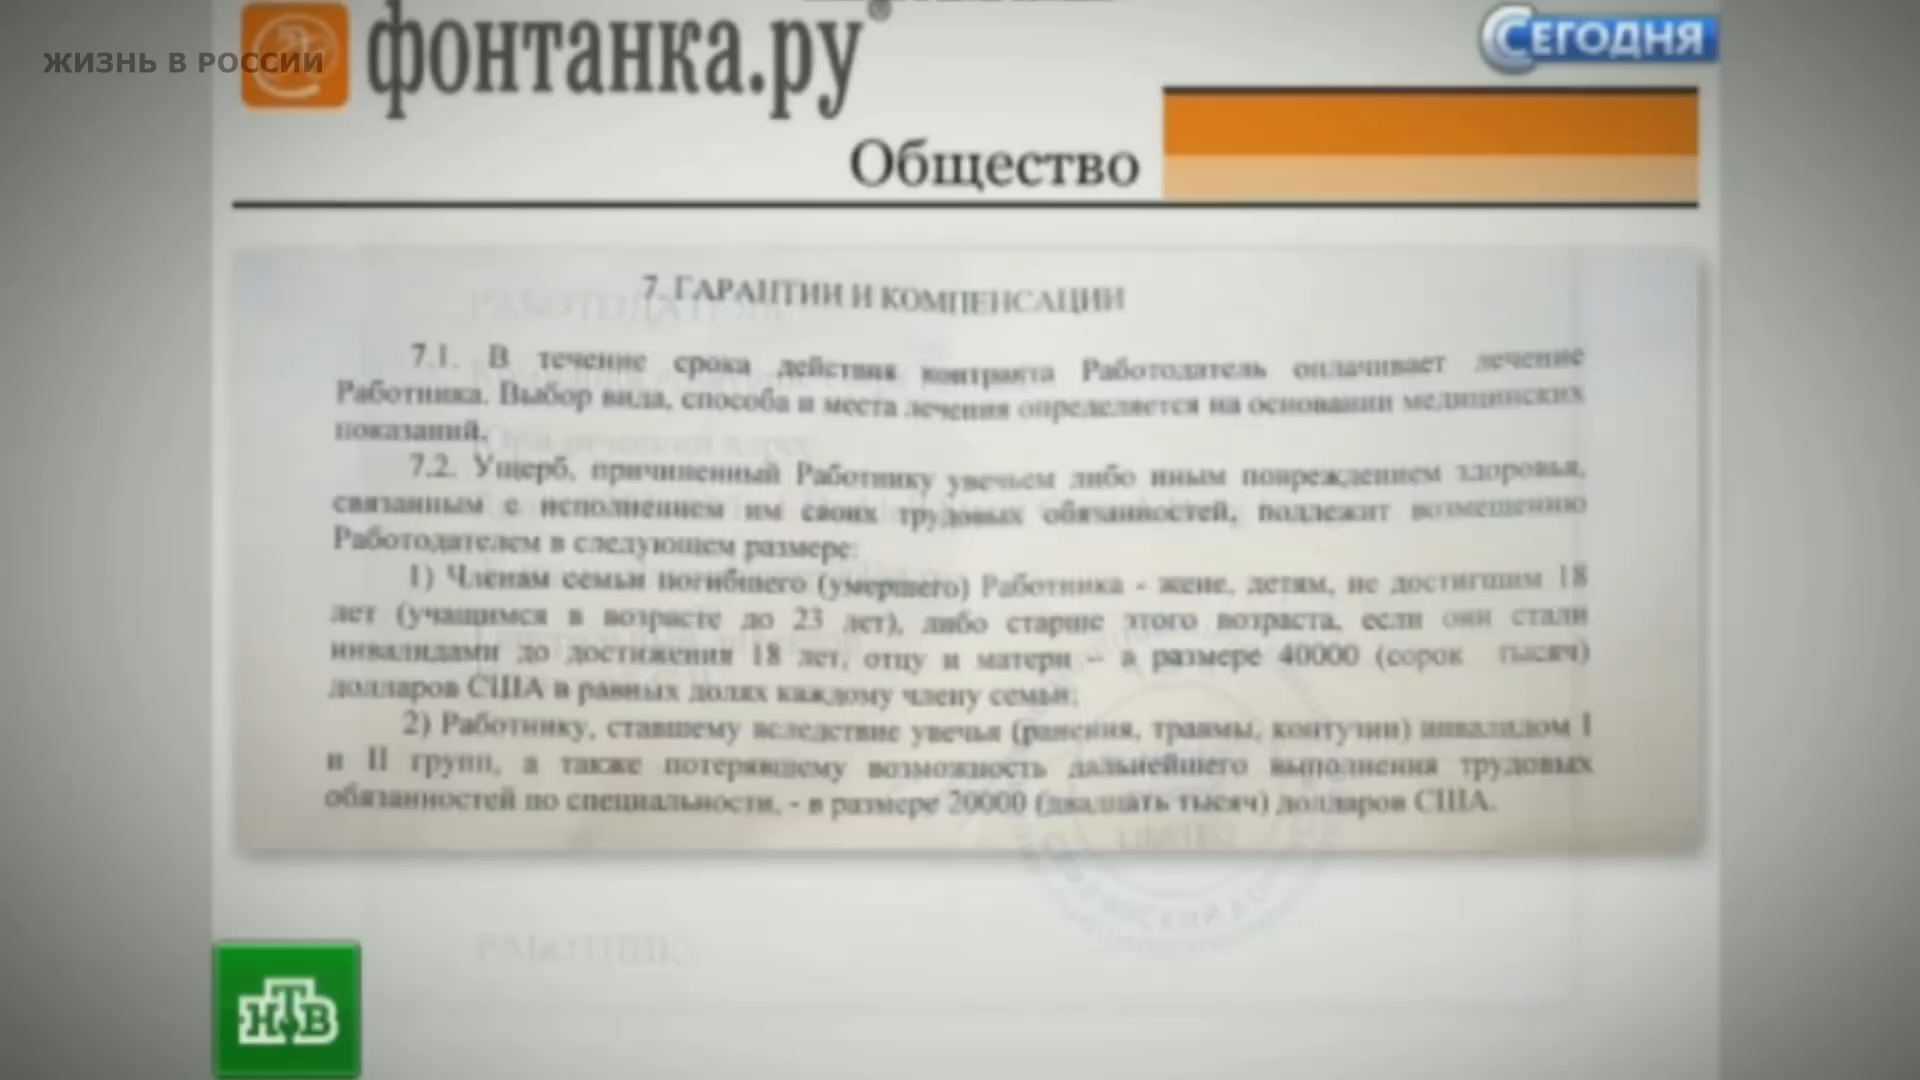 ЖИЗНЬ В РОССИИ
фонтанка.ру®
СЕГОДНЯ
Общество
7. ГАРАНТИИ И КОМПЕНСАЦИИ
7.1. В течение срока действия контракта Работодатель оплачивает лечение
Работника. Выбор вида, способа и места лечения определяется на основании медицинских
показаний.
7.2. Ущерб, причиненный Работнику увечьем либо иным повреждением здоровья,
связанным с исполнением им своих трудовых обязанностей, подлежит возмещению
Работодателем в следующем размере:
1) Членам семьи погибшего (умершего) Работника - жене, детям, не достигшим 18
лет (учащимся в возрасте до 23 лет), либо старше этого возраста, если они стали
инвалидами до достижения 18 лет, отцу и матери – в размере 40000 (сорок тысяч)
долларов США в равных долях каждому члену семьи;
2) Работнику, ставшему вследствие увечья (ранения, травмы, контузии) инвалидом I
и II групп, а также потерявшему возможность дальнейшего выполнения трудовых
обязанностей по специальности, - в размере 20000 (двадцать тысяч) долларов США.
LIMITED
РАБОТНИК
НТВ